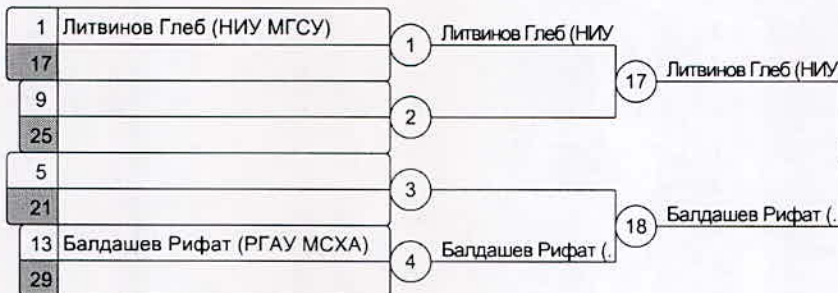 1 Литвинов Глеб (НИУ МГСУ)
17
9
25
5
21
13 Балдашев Рифат (РГАУ МСХА)
29
1 Литвинов Глеб (НИУ
2
3
4 Балдашев Рифат (.
17 Литвинов Глеб (НИУ
18 Балдашев Рифат (.